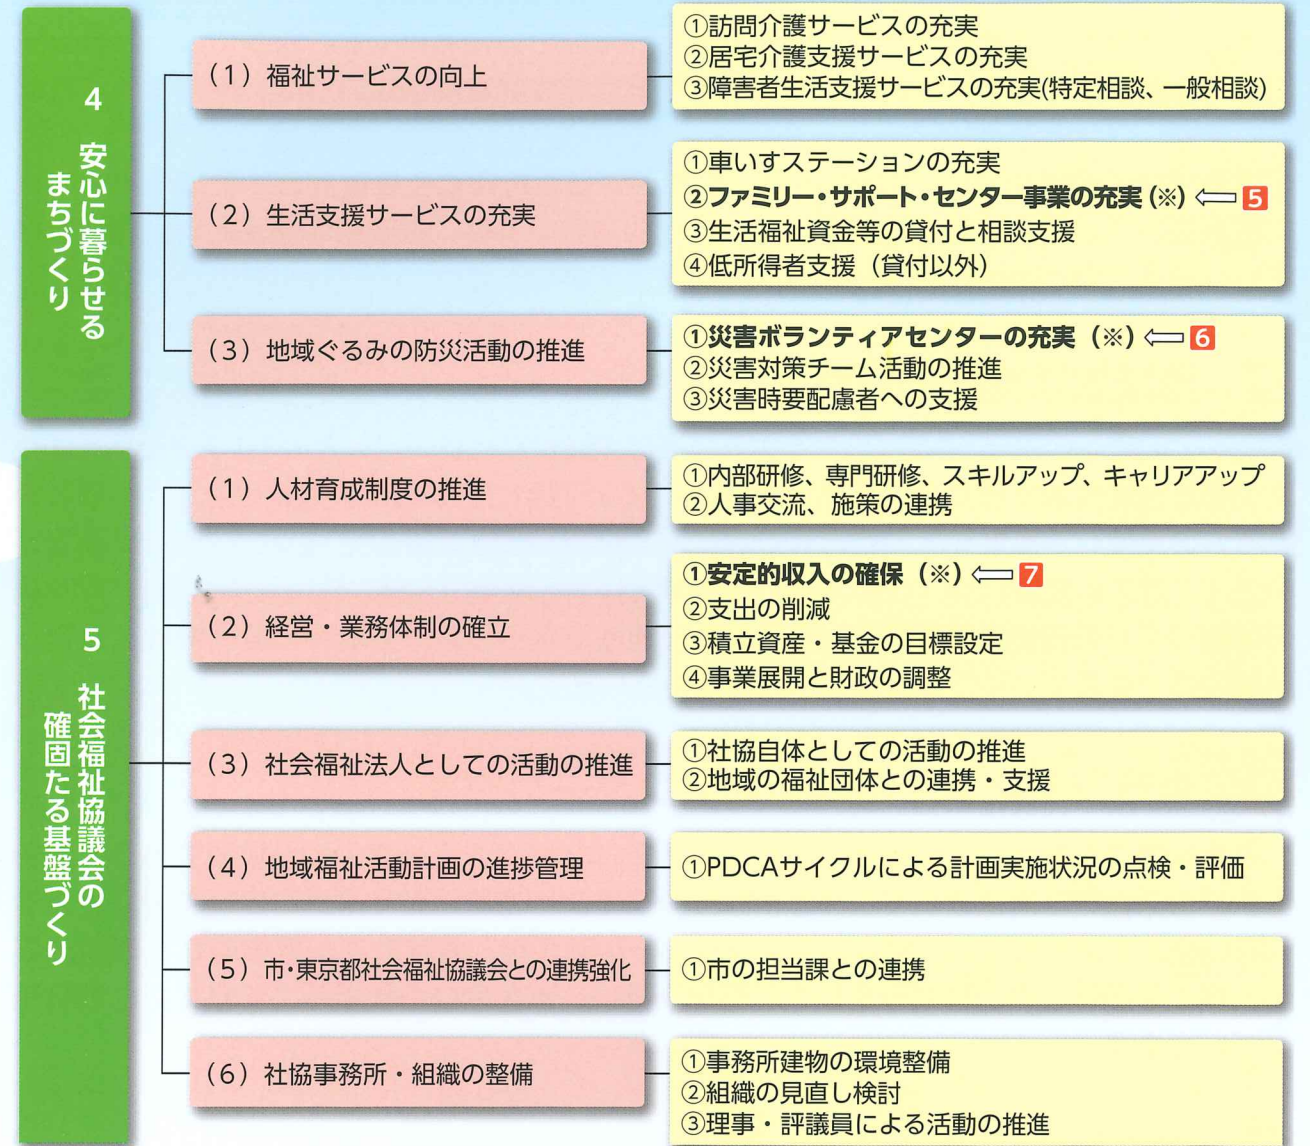 4 安心に暮らせる
まちづくり
(1) 福祉サービスの向上
①訪問介護サービスの充実
②居宅介護支援サービスの充実
③障害者生活支援サービスの充実(特定相談、一般相談)
(2) 生活支援サービスの充実
①車いすステーションの充実
②ファミリー・サポート・センター事業の充実(※) ⇐ 5
③生活福祉資金等の貸付と相談支援
④低所得者支援(貸付以外)
(3) 地域ぐるみの防災活動の推進
①災害ボランティアセンターの充実(※) ⇐ 6
②災害対策チーム活動の推進
③災害時要配慮者への支援
5 社会福祉協議会の
確固たる基盤づくり
(1) 人材育成制度の推進
①内部研修、専門研修、スキルアップ、キャリアアップ
②人事交流、施策の連携
(2) 経営・業務体制の確立
①安定的収入の確保(※) ⇐ 7
②支出の削減
③積立資産・基金の目標設定
④事業展開と財政の調整
(3) 社会福祉法人としての活動の推進
①社協自体としての活動の推進
②地域の福祉団体との連携・支援
(4) 地域福祉活動計画の進捗管理
①PDCAサイクルによる計画実施状況の点検・評価
(5) 市・東京都社会福祉協議会との連携強化
①市の担当課との連携
(6) 社協事務所・組織の整備
①事務所建物の環境整備
②組織の見直し検討
③理事・評議員による活動の推進